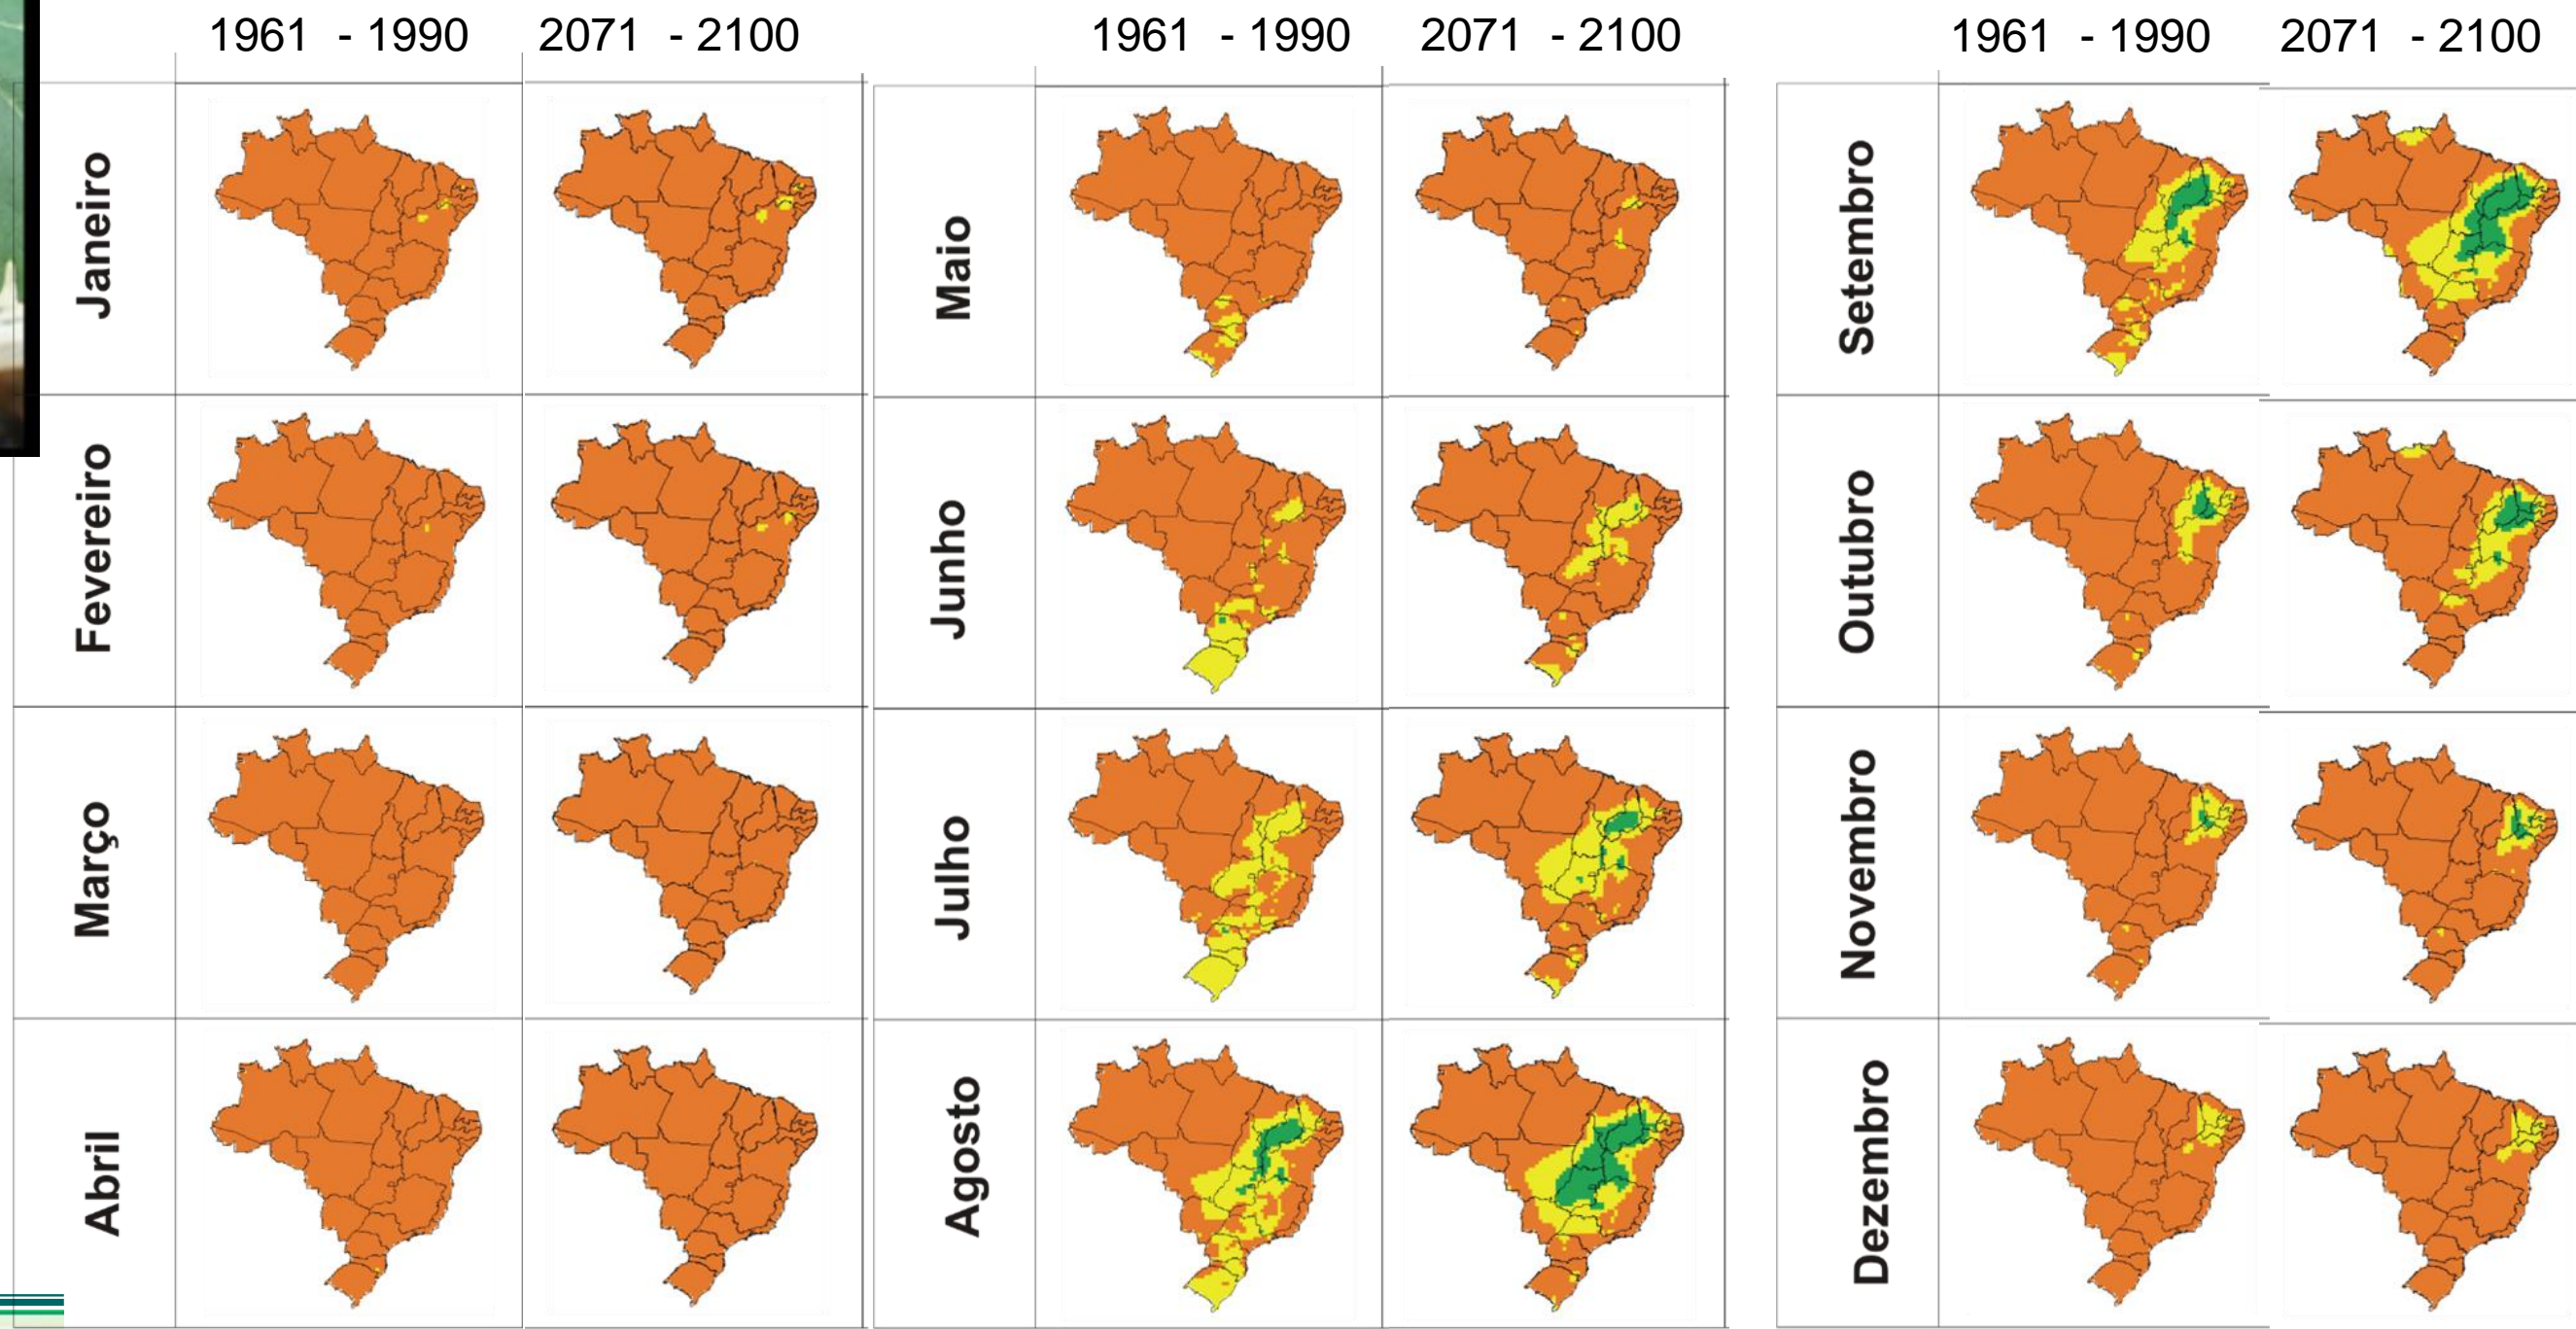 1961 - 1990 2071 - 2100 1961 - 1990 2071 - 2100 1961 - 1990 2071 - 2100
Janeiro
Fevereiro
Março
Abril
Maio
Junho
Julho
Agosto
Setembro
Outubro
Novembro
Dezembro